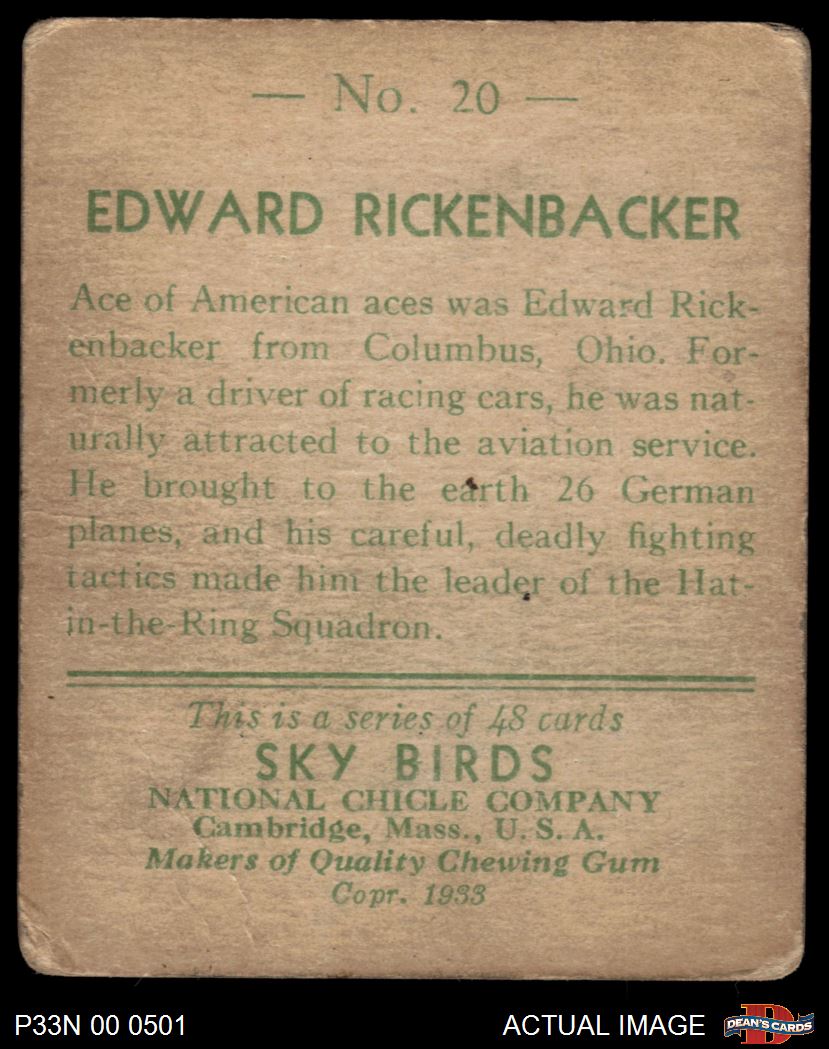 — No. 20 —
EDWARD RICKENBACKER
Ace of American aces was Edward Rick-
enbacker from Columbus, Ohio. For-
merly a driver of racing cars, he was nat-
urally attracted to the aviation service.
He brought to the earth 26 German
planes, and his careful, deadly fighting
tactics made him the leader of the Hat-
in-the-Ring Squadron.
This is a series of 48 cards
SKY BIRDS
NATIONAL CHICLE COMPANY
Cambridge, Mass., U. S. A.
Makers of Quality Chewing Gum
Copr. 1933
P33N 00 0501
ACTUAL IMAGE
DEAN'S CARDS